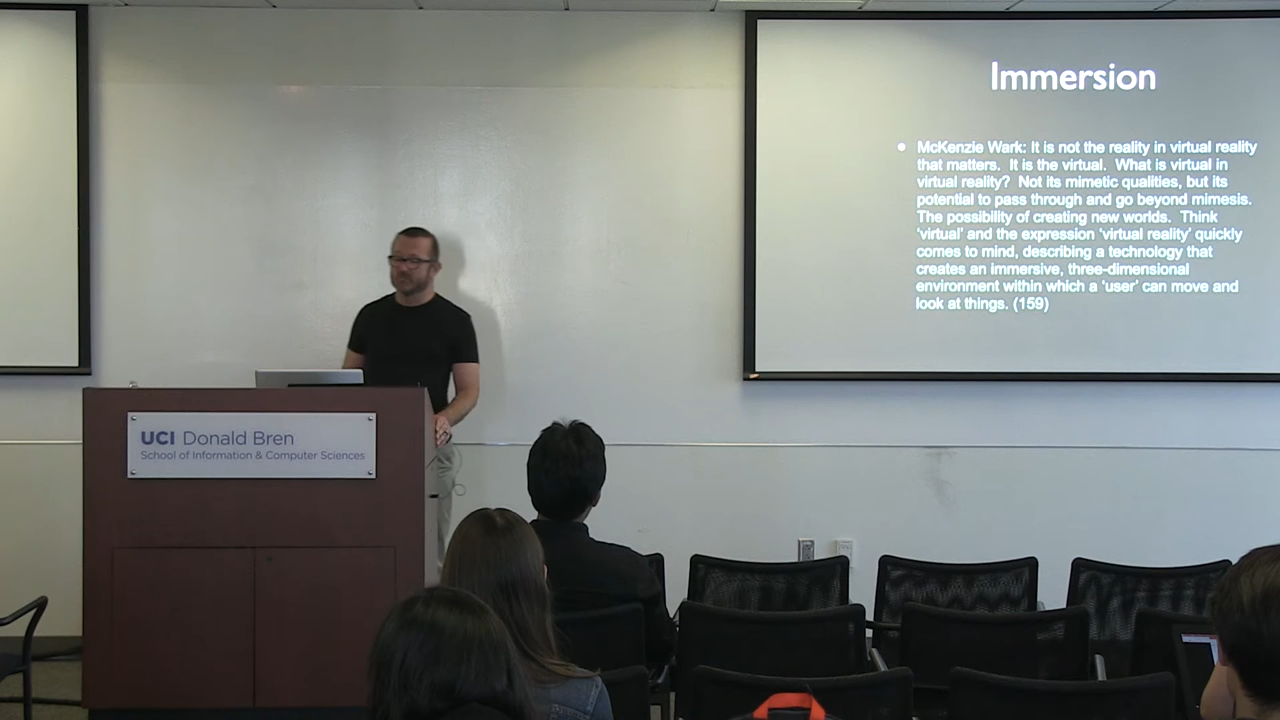 Immersion
• McKenzie Wark: It is not the reality in virtual reality
that matters. It is the virtual. What is virtual in
virtual reality? Not its mimetic qualities, but its
potential to pass through and go beyond mimesis.
The possibility of creating new worlds. Think
‘virtual’ and the expression ‘virtual reality’ quickly
comes to mind, describing a technology that
creates an immersive, three-dimensional
environment within which a ‘user’ can move and
look at things. (159)
UCI Donald Bren
School of Information & Computer Sciences